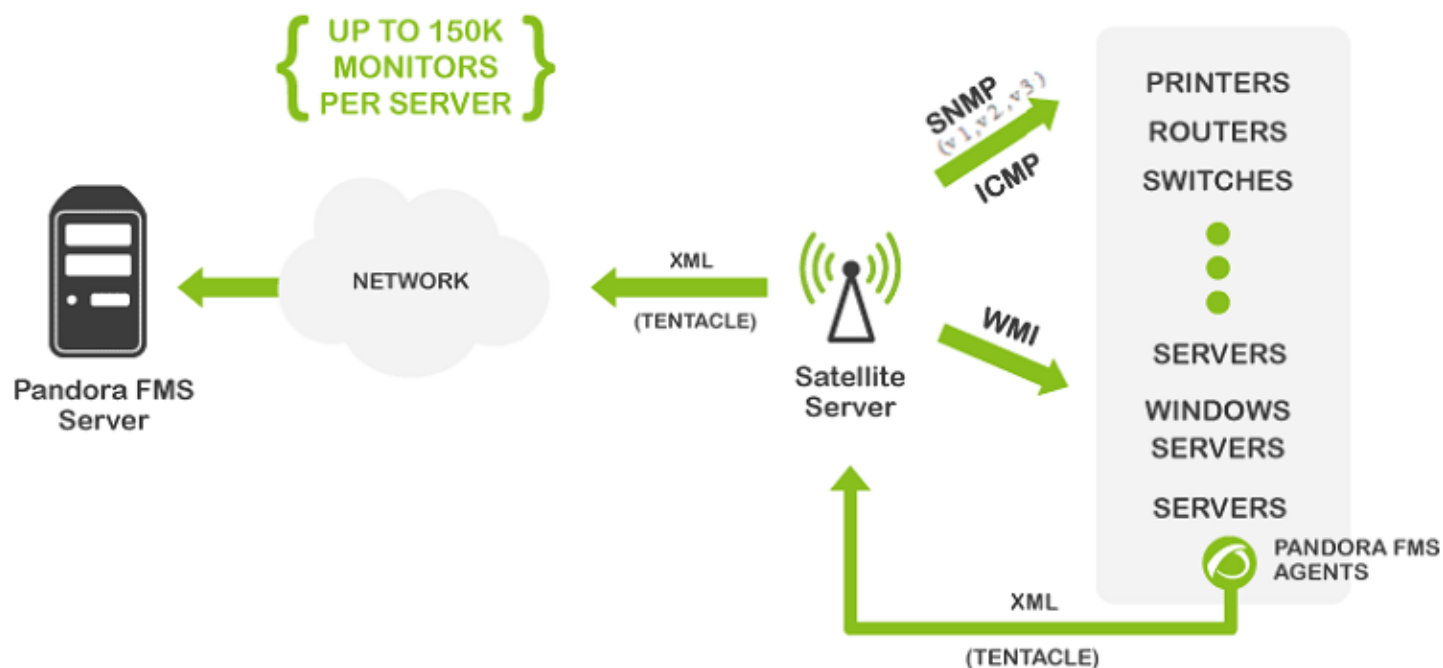 UP TO 150K
MONITORS
PER SERVER
SNMP
(v1,v2,v3)
ICMP
PRINTERS
ROUTERS
SWITCHES
NETWORK
XML
(TENTACLE)
WMI
Pandora FMS
Server
Satellite
Server
SERVERS
WINDOWS
SERVERS
SERVERS
PANDORA FMS
AGENTS
XML
(TENTACLE)